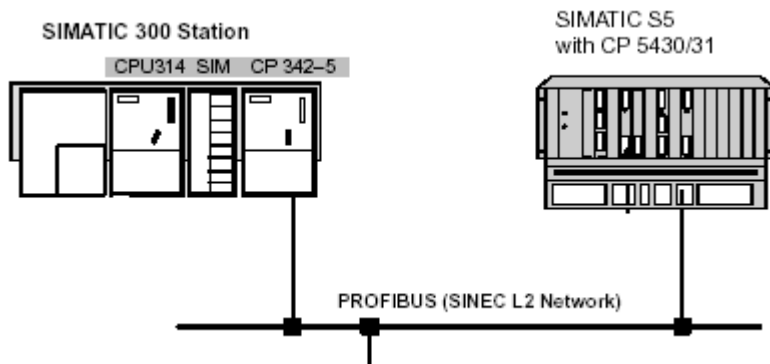 SIMATIC 300 Station
CPU314 SIM CP 342–5
SIMATIC S5
with CP 5430/31
PROFIBUS (SINEC L2 Network)